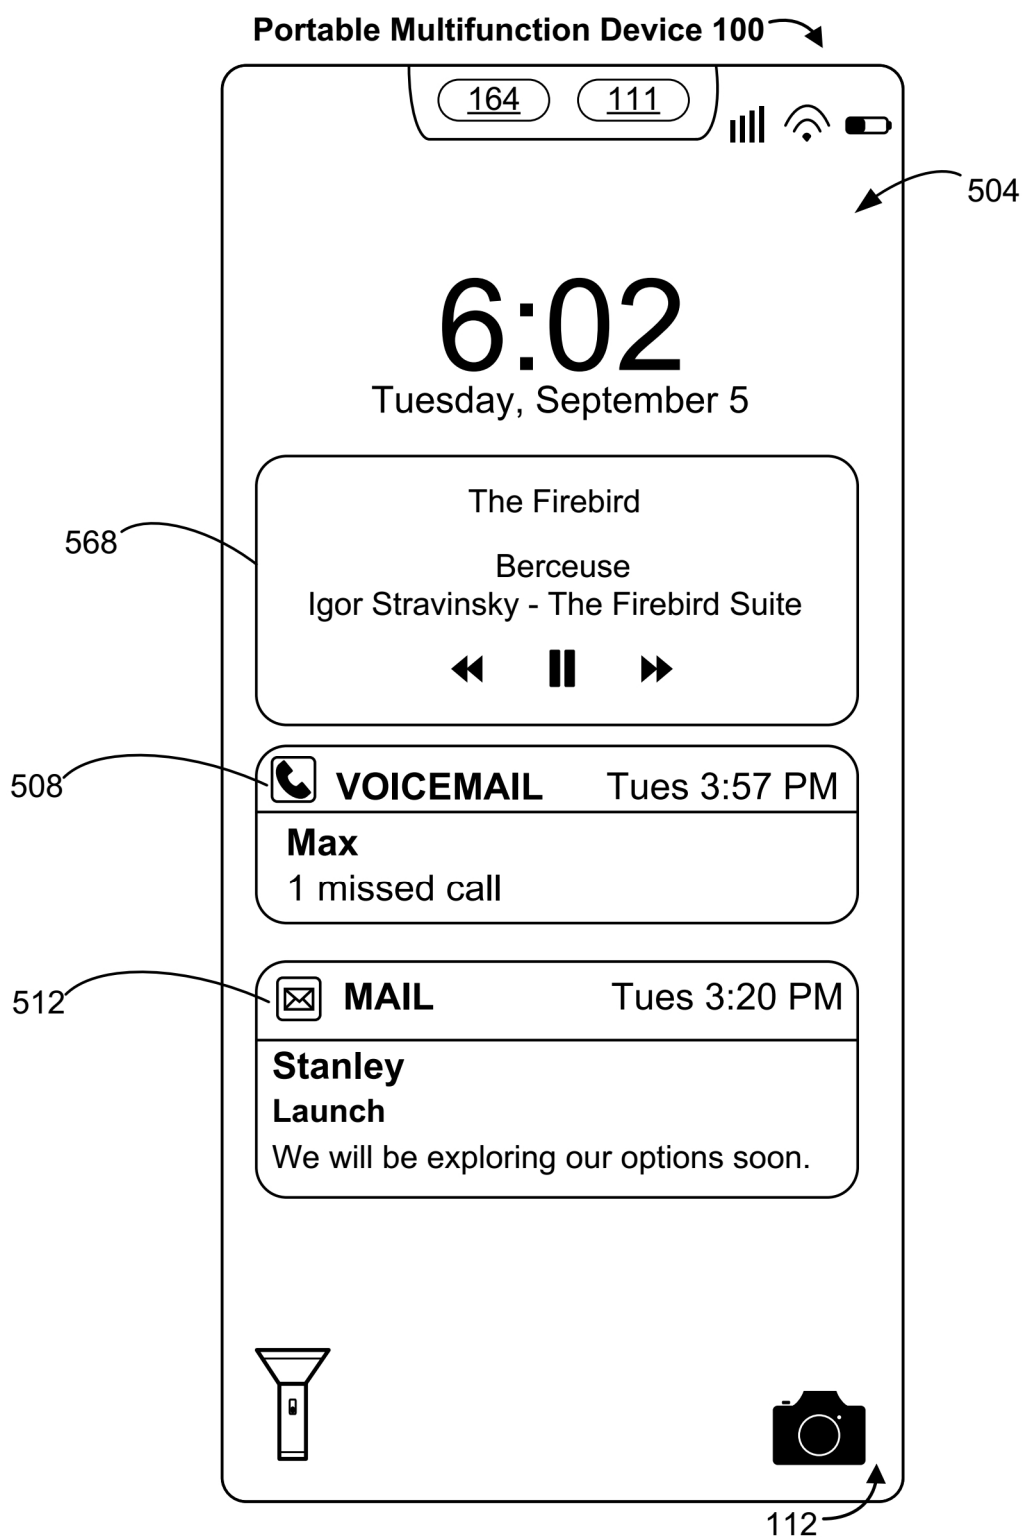 Portable Multifunction Device 100
164 111
504
6:02
Tuesday, September 5
568
The Firebird
Berceuse
Igor Stravinsky - The Firebird Suite
508
VOICEMAIL Tues 3:57 PM
Max
1 missed call
512
MAIL Tues 3:20 PM
Stanley
Launch
We will be exploring our options soon.
112